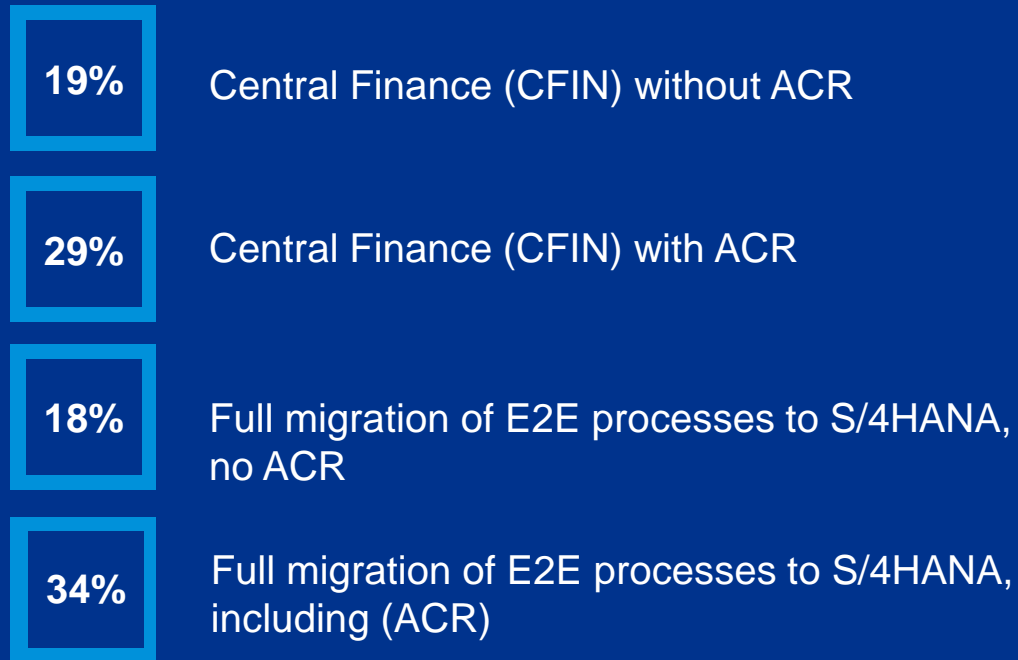 19%
Central Finance (CFIN) without ACR
29%
Central Finance (CFIN) with ACR
18%
Full migration of E2E processes to S/4HANA,
no ACR
34%
Full migration of E2E processes to S/4HANA,
including (ACR)